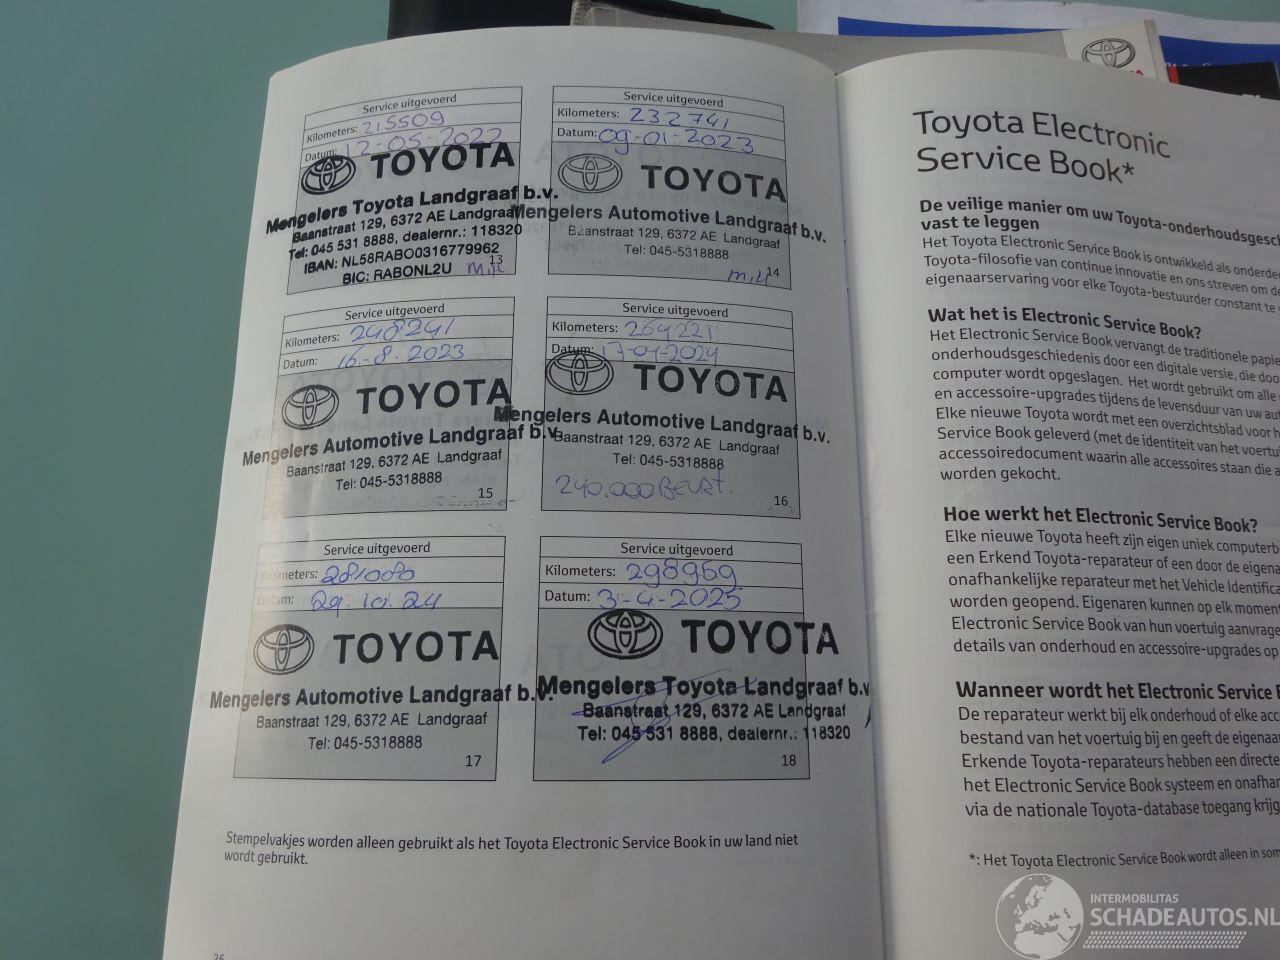 Service uitgevoerd
Kilometers: 215509
Datum: 12-05-2022
TOYOTA
Mengelers Toyota Landgraaf b.v.
Baanstraat 129, 6372 AE Landgraaf
Tel: 045 531 8888, dealernr.: 118320
IBAN: NL58RABO0316779962
BIC: RABONL2U
13
Service uitgevoerd
Kilometers: 232741
Datum: 09-01-2023
TOYOTA
Mengelers Automotive Landgraaf b.v.
Baanstraat 129, 6372 AE Landgraaf
Tel: 045-5318888
14
Service uitgevoerd
Kilometers: 248241
Datum: 16-8-2023
TOYOTA
Mengelers Automotive Landgraaf b.v.
Baanstraat 129, 6372 AE Landgraaf
Tel: 045-5318888
15
Service uitgevoerd
Kilometers: 264221
Datum: 17-04-2024
TOYOTA
Mengelers Automotive Landgraaf b.v.
Baanstraat 129, 6372 AE Landgraaf
Tel: 045-5318888
240.000 Beurt.
16
Service uitgevoerd
Kilometers: 281080
Datum: 29.10.24
TOYOTA
Mengelers Automotive Landgraaf b.v.
Baanstraat 129, 6372 AE Landgraaf
Tel: 045-5318888
17
Service uitgevoerd
Kilometers: 298969
Datum: 3-4-2025
TOYOTA
Mengelers Toyota Landgraaf b.v
Baanstraat 129, 6372 AE Landgraaf
Tel: 045 531 8888, dealernr.: 118320
18
Stempelvakjes worden alleen gebruikt als het Toyota Electronic Service Book in uw land niet
wordt gebruikt.
26
Toyota Electronic
Service Book*
De veilige manier om uw Toyota-onderhoudsgesch
vast te leggen
Het Toyota Electronic Service Book is ontwikkeld als onderde
Toyota-filosofie van continue innovatie en ons streven om de
eigenaarservaring voor elke Toyota-bestuurder constant te v
Wat het is Electronic Service Book?
Het Electronic Service Book vervangt de traditionele papie
onderhoudsgeschiedenis door een digitale versie, die doo
computer wordt opgeslagen. Het wordt gebruikt om alle
en accessoire-upgrades tijdens de levensduur van uw aut
Elke nieuwe Toyota wordt met een overzichtsblad voor h
Service Book geleverd (met de identiteit van het voertui
accessoiredocument waarin alle accessoires staan die a
worden gekocht.
Hoe werkt het Electronic Service Book?
Elke nieuwe Toyota heeft zijn eigen uniek computerb
een Erkend Toyota-reparateur of een door de eigena
onafhankelijke reparateur met het Vehicle Identifica
worden geopend. Eigenaren kunnen op elk moment
Electronic Service Book van hun voertuig aanvrage
details van onderhoud en accessoire-upgrades op
Wanneer wordt het Electronic Service
De reparateur werkt bij elk onderhoud of elke acc
bestand van het voertuig bij en geeft de eigenaa
Erkende Toyota-reparateurs hebben een directe
het Electronic Service Book systeem en onafhan
via de nationale Toyota-database toegang krijg
*: Het Toyota Electronic Service Book wordt alleen in som
INTERMOBILITAS
SCHADEAUTOS.NL